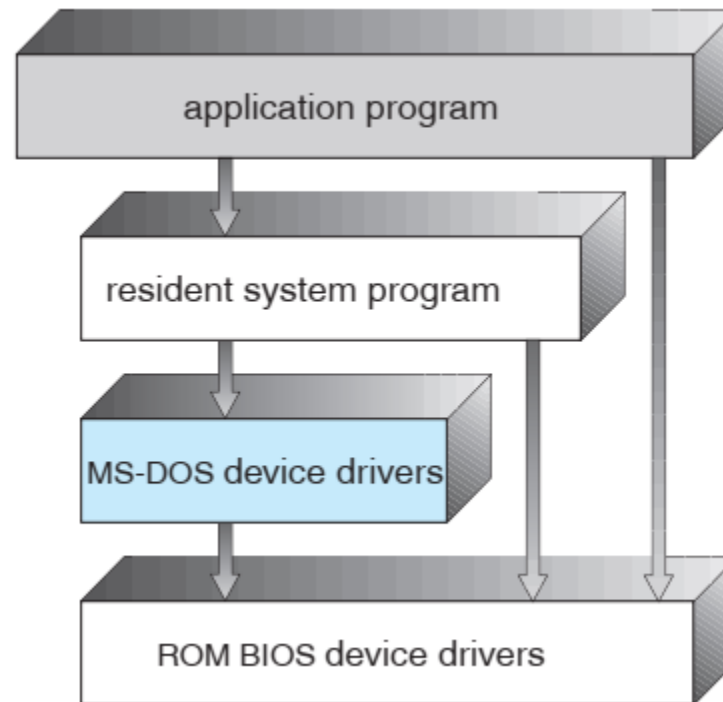 application program
resident system program
MS-DOS device drivers
ROM BIOS device drivers